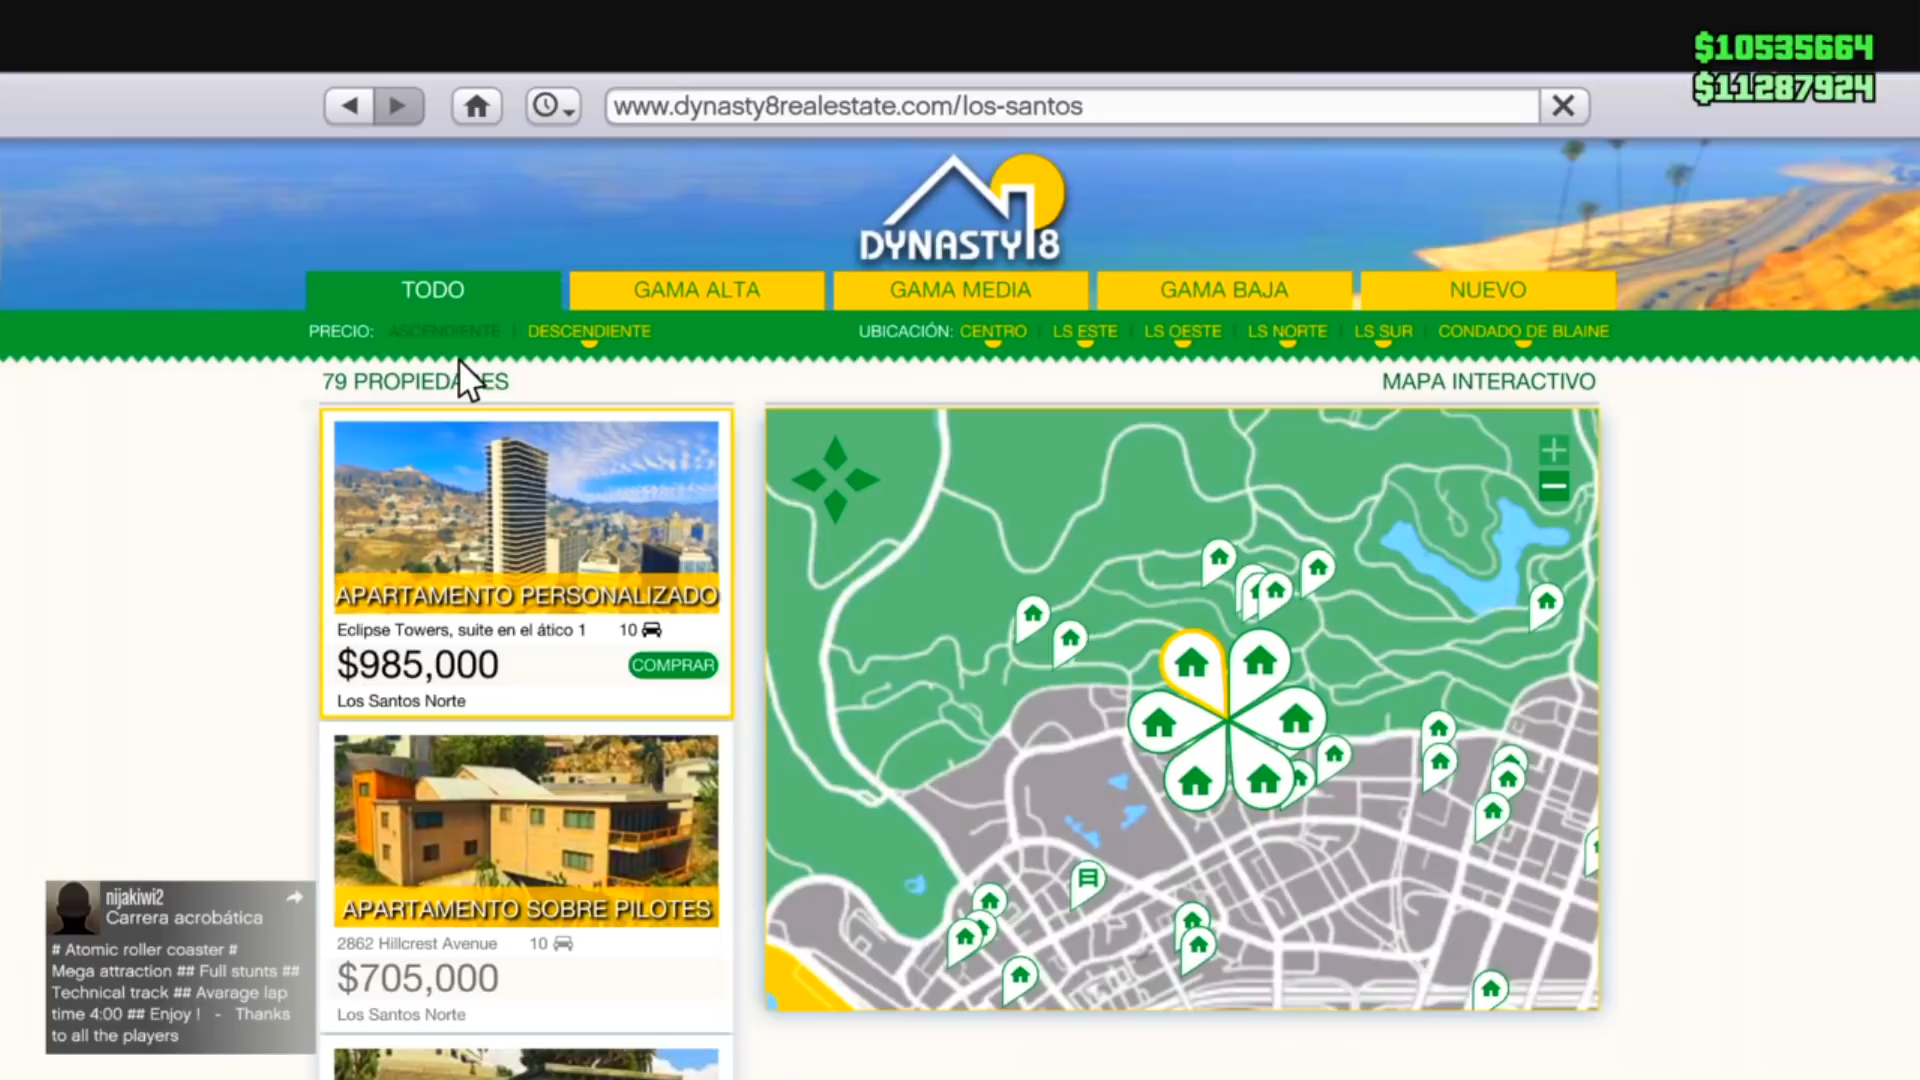 $10535664
$11287924
www.dynasty8realestate.com/los-santos
DYNASTY 8
TODO
GAMA ALTA
GAMA MEDIA
GAMA BAJA
NUEVO
PRECIO: ASCENDIENTE | DESCENDIENTE
UBICACIÓN: CENTRO | LS ESTE | LS OESTE | LS NORTE | LS SUR | CONDADO DE BLAINE
79 PROPIEDADES
MAPA INTERACTIVO
APARTAMENTO PERSONALIZADO
Eclipse Towers, suite en el ático 1 10
$985,000
COMPRAR
Los Santos Norte
APARTAMENTO SOBRE PILOTES
2862 Hillcrest Avenue 10
$705,000
Los Santos Norte
nijakiwi2
Carrera acrobática
# Atomic roller coaster #
Mega attraction ## Full stunts ##
Technical track ## Avarage lap
time 4:00 ## Enjoy ! - Thanks
to all the players